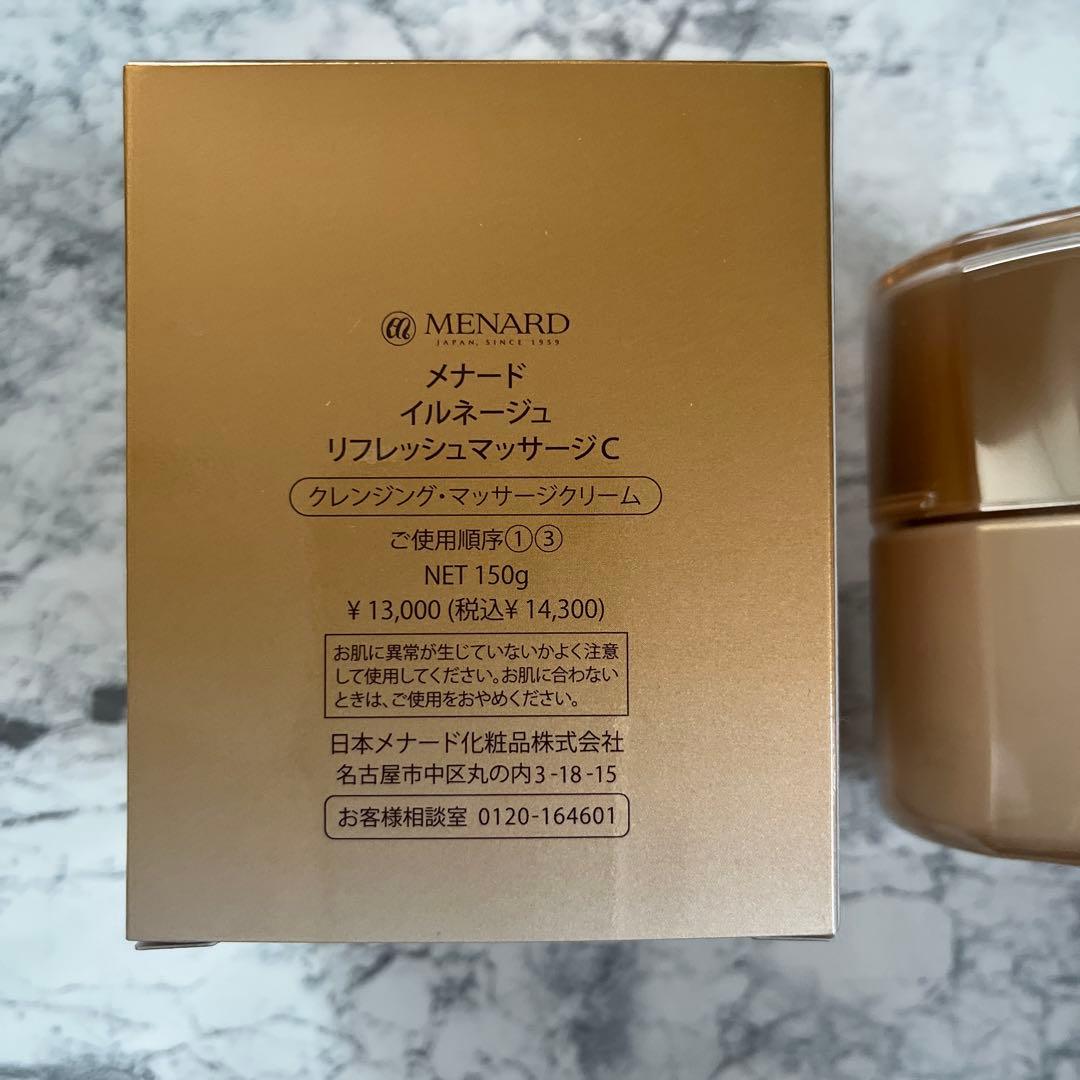 MENARD
JAPAN, SINCE 1959
メナード
イルネージュ
リフレッシュマッサージC
クレンジング・マッサージクリーム
ご使用順序①③
NET 150g
¥13,000 (税込¥14,300)
お肌に異常が生じていないかよく注意
して使用してください。お肌に合わない
ときは、ご使用をおやめください。
日本メナード化粧品株式会社
名古屋市中区丸の内3-18-15
お客様相談室 0120-164601